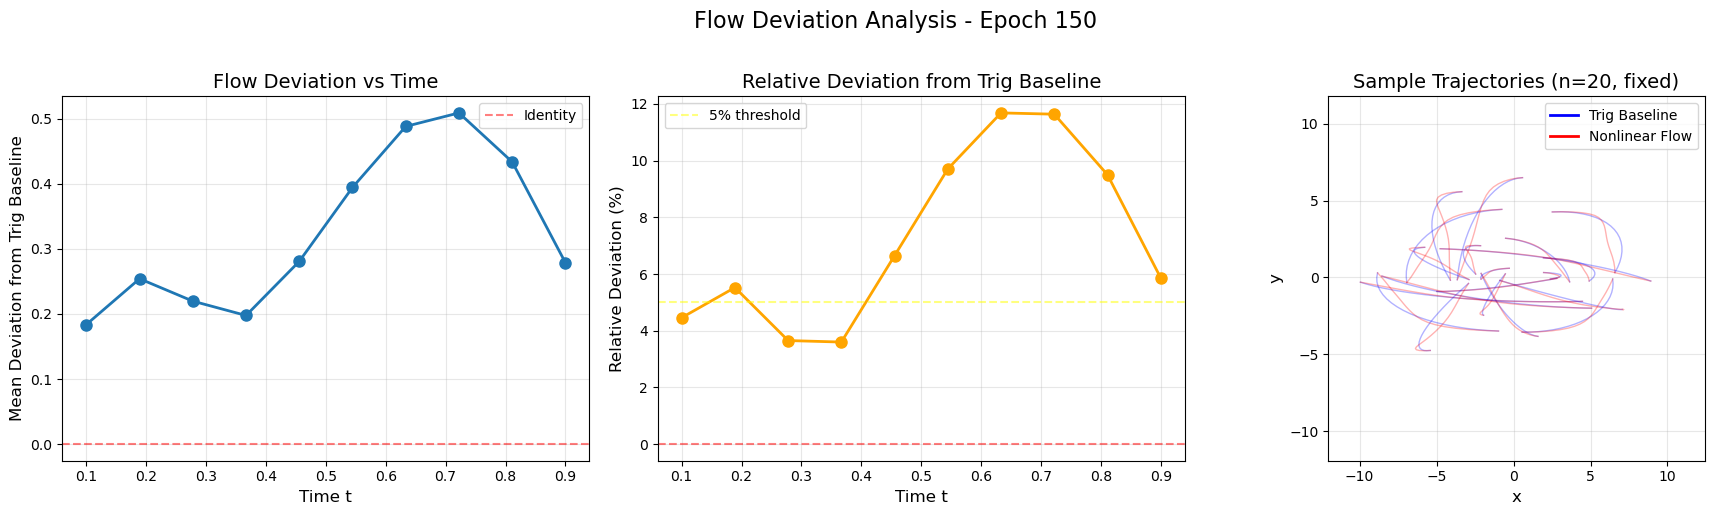 Flow Deviation Analysis - Epoch 150
Flow Deviation vs Time
Mean Deviation from Trig Baseline
0.5
0.4
0.3
0.2
0.1
0.0
Identity
0.1 0.2 0.3 0.4 0.5 0.6 0.7 0.8 0.9
Time t
Relative Deviation from Trig Baseline
Relative Deviation (%)
12
10
8
6
4
2
0
5% threshold
0.1 0.2 0.3 0.4 0.5 0.6 0.7 0.8 0.9
Time t
Sample Trajectories (n=20, fixed)
y
10
5
0
−5
−10
Trig Baseline
Nonlinear Flow
−10 −5 0 5 10
x